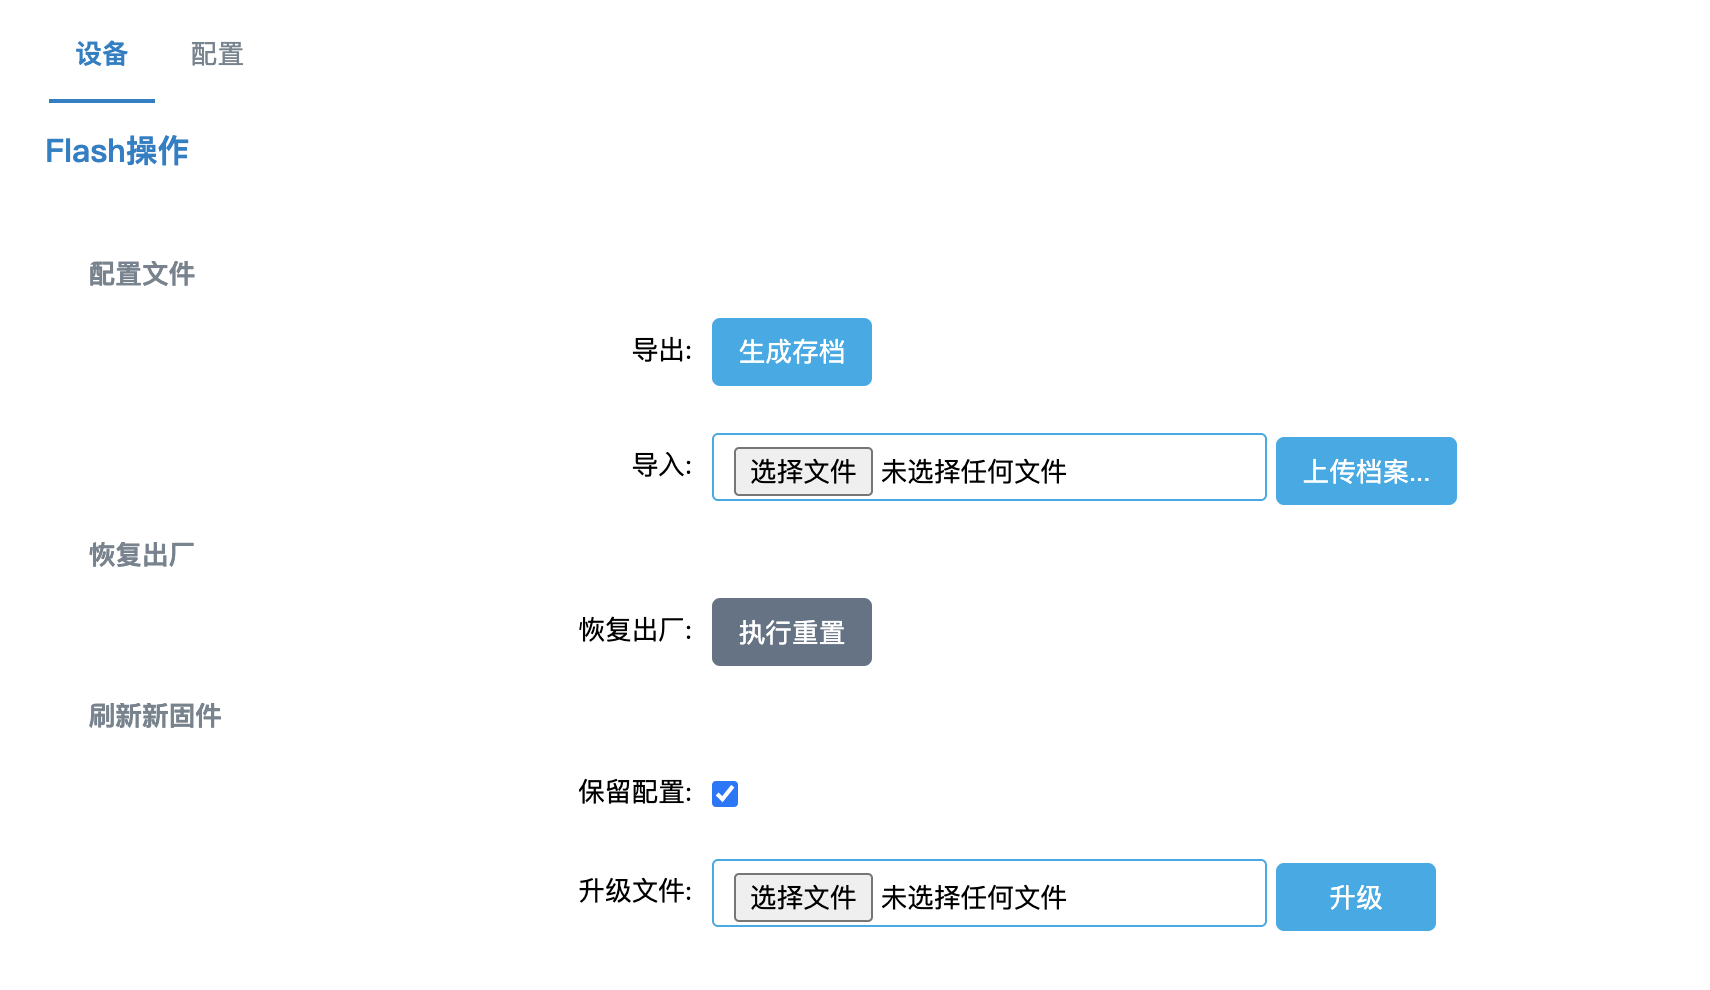 设备 配置
Flash操作
配置文件
导出: 生成存档
导入: 选择文件 未选择任何文件 上传档案...
恢复出厂
恢复出厂: 执行重置
刷新新固件
保留配置:
升级文件: 选择文件 未选择任何文件 升级